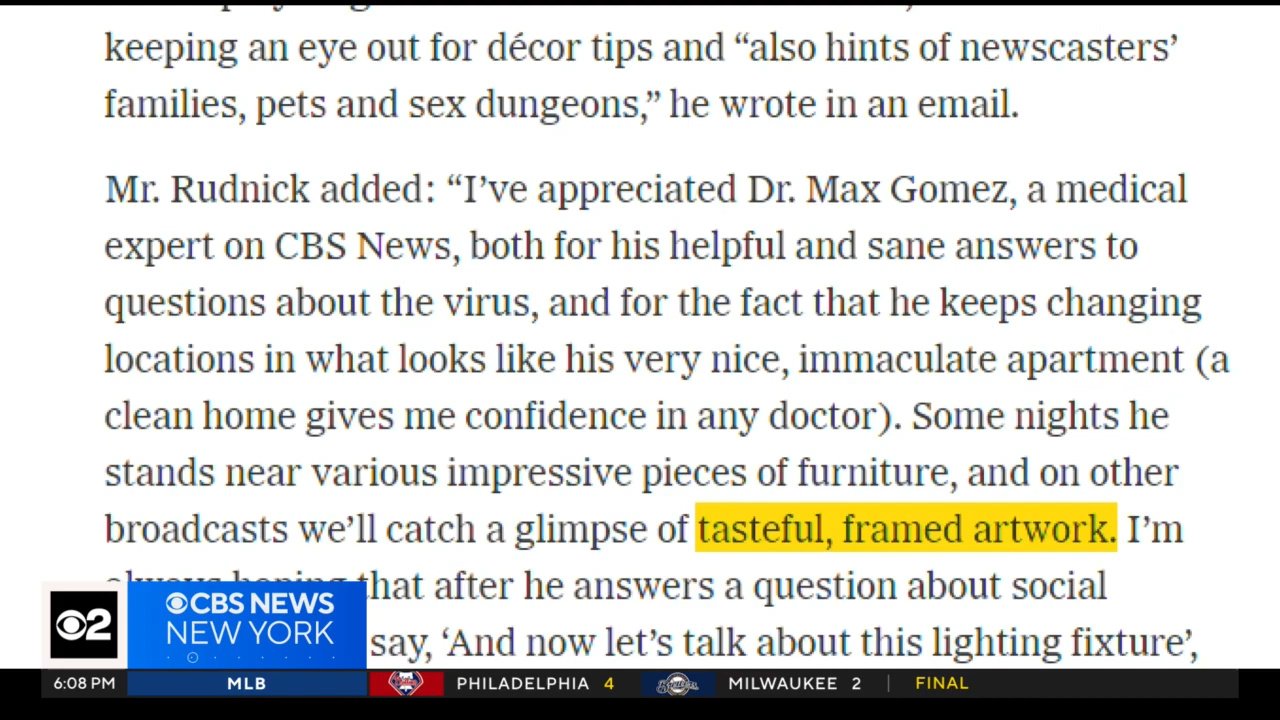 keeping an eye out for décor tips and “also hints of newscasters’
families, pets and sex dungeons,” he wrote in an email.
Mr. Rudnick added: “I’ve appreciated Dr. Max Gomez, a medical
expert on CBS News, both for his helpful and sane answers to
questions about the virus, and for the fact that he keeps changing
locations in what looks like his very nice, immaculate apartment (a
clean home gives me confidence in any doctor). Some nights he
stands near various impressive pieces of furniture, and on other
broadcasts we’ll catch a glimpse of tasteful, framed artwork. I’m
always hoping that after he answers a question about social
say, ‘And now let’s talk about this lighting fixture’,
2
CBS NEWS
NEW YORK
6:08 PM MLB PHILADELPHIA 4 MILWAUKEE 2 | FINAL